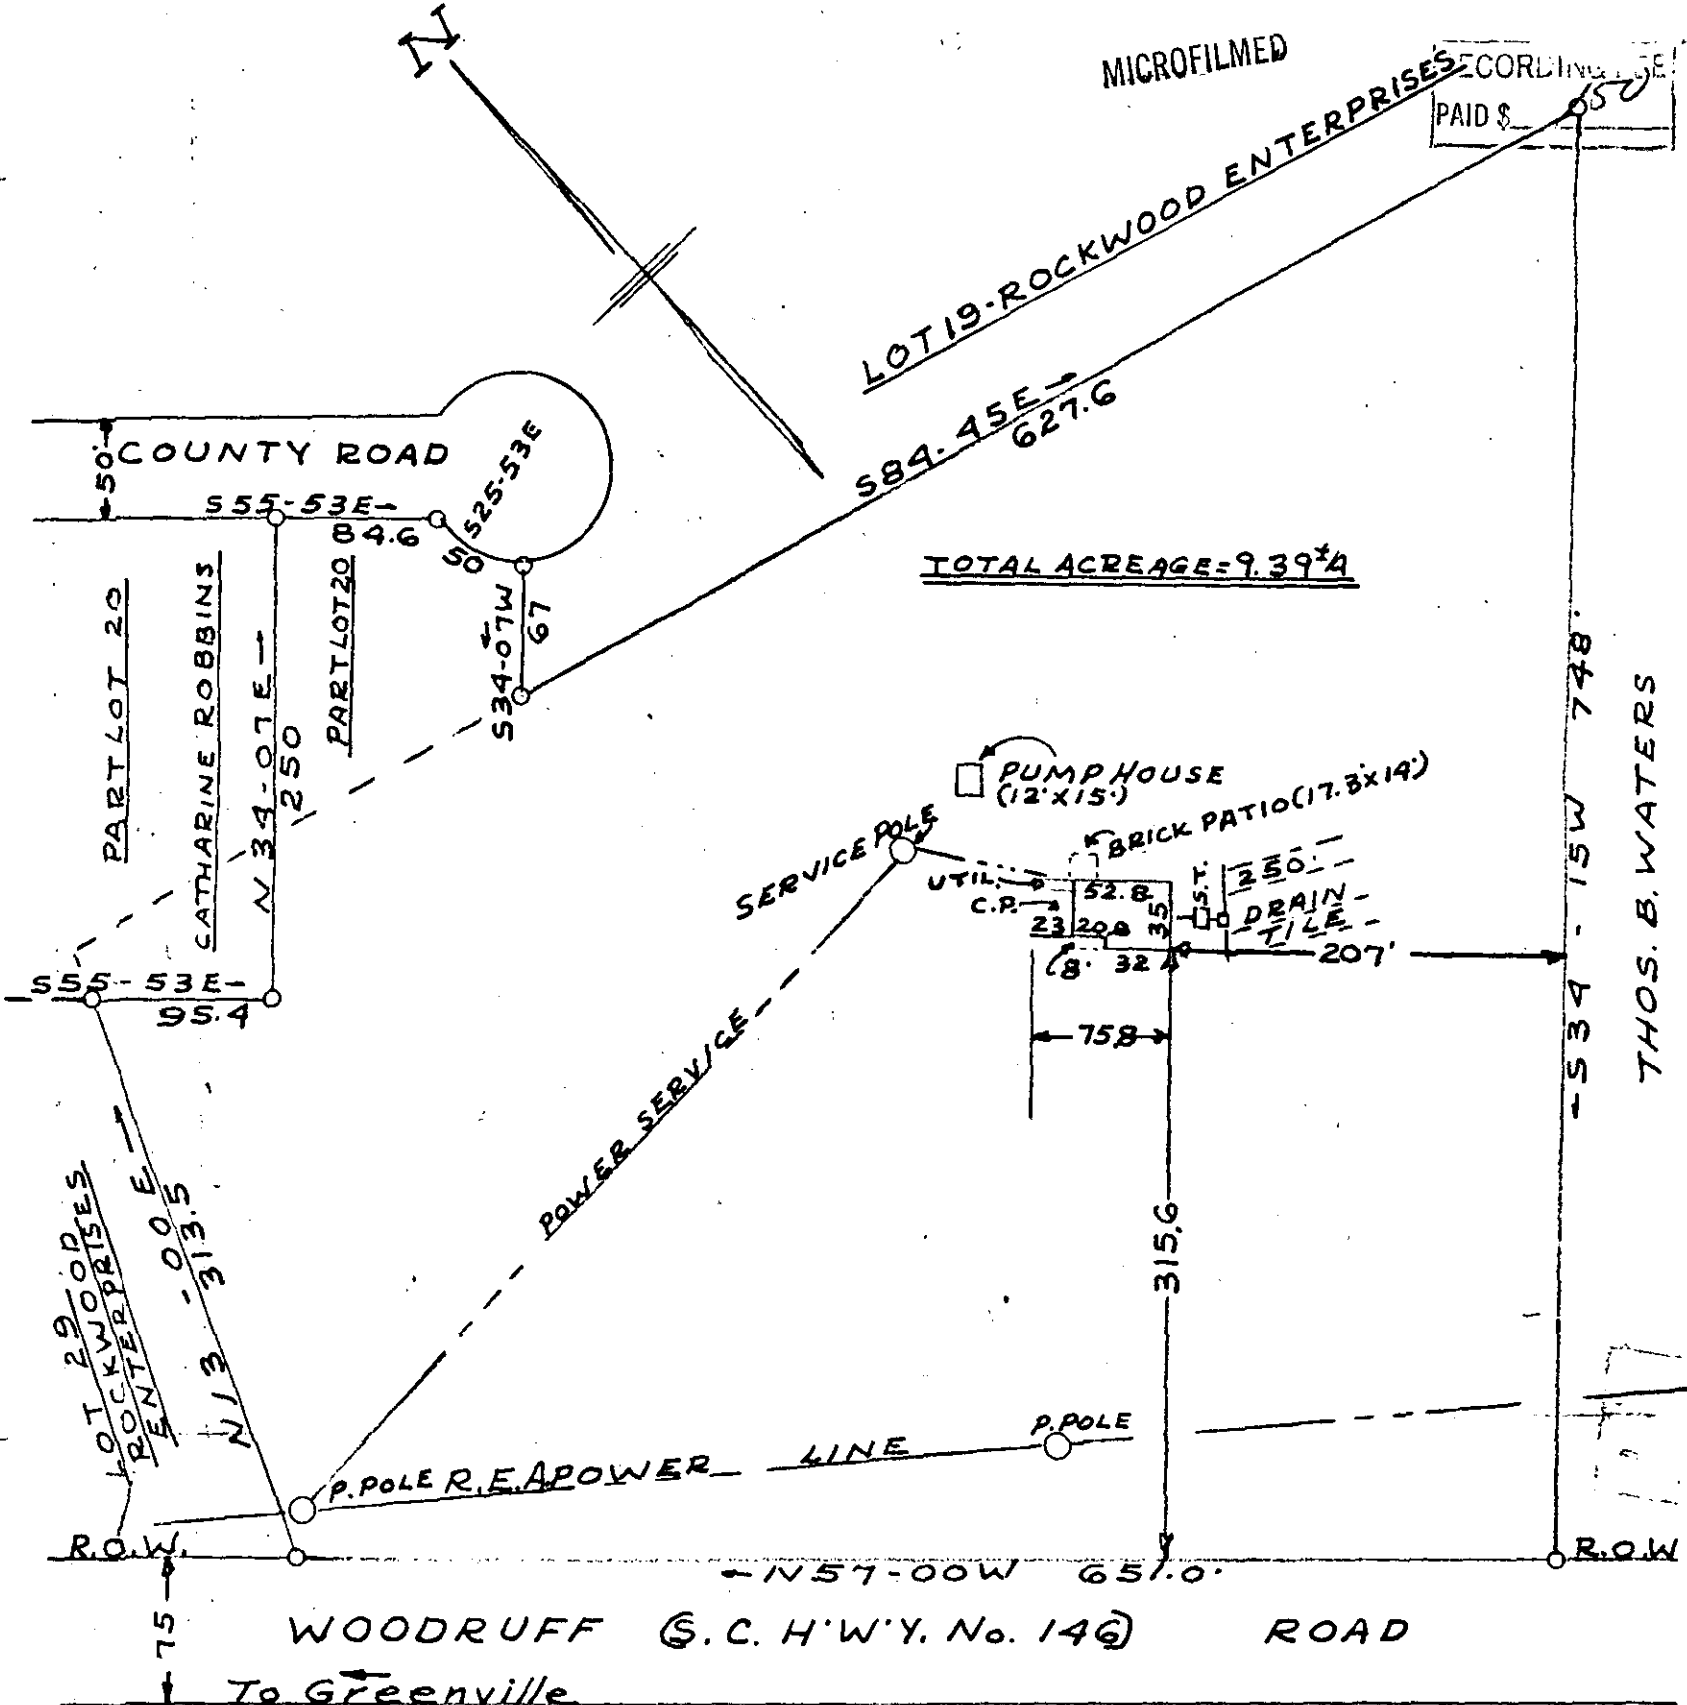 N
MICROFILMED
RECORDING FEE
PAID $ 50
LOT 19-ROCKWOOD ENTERPRISES
S84-45E→
627.6
50'
COUNTY ROAD
S25-53E
S55-53E-
84.6
50
PART LOT 20
CATHARINE ROBBINS
N 34-07E→
250
PART LOT 20
←S34-07W
67
TOTAL ACREAGE=9.39±A
←S34-15W 748.
THOS. B. WATERS
PUMP HOUSE
(12'X15')
BRICK PATIO (17.3'X14')
SERVICE POLE
UTIL.
C.P.
52.8
35
S.T.
250'
DRAIN
TILE
23
20.8
8'
32
207'
75.8
S55-53E-
95.4
POWER SERVICE
315.6
LOT 29
ROCKWOOD
ENTERPRISES
N13-00E→
313.5
P.POLE
P.POLE R.E.A POWER LINE
R.O.W.
R.O.W
←N57-00W 651.0'
75
WOODRUFF (S.C. H'W'Y. No. 146) ROAD
To Greenville